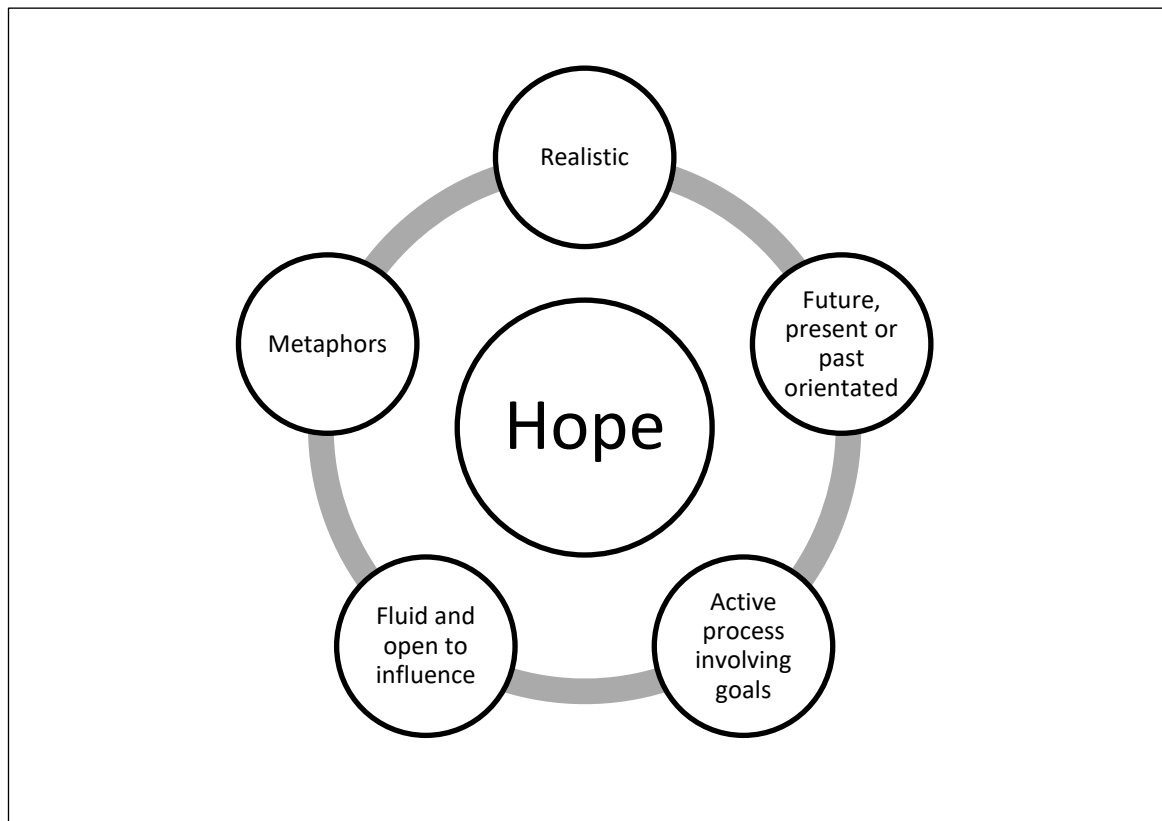 Realistic
Future,
present or
past
orientated
Metaphors
Hope
Fluid and
open to
influence
Active
process
involving
goals